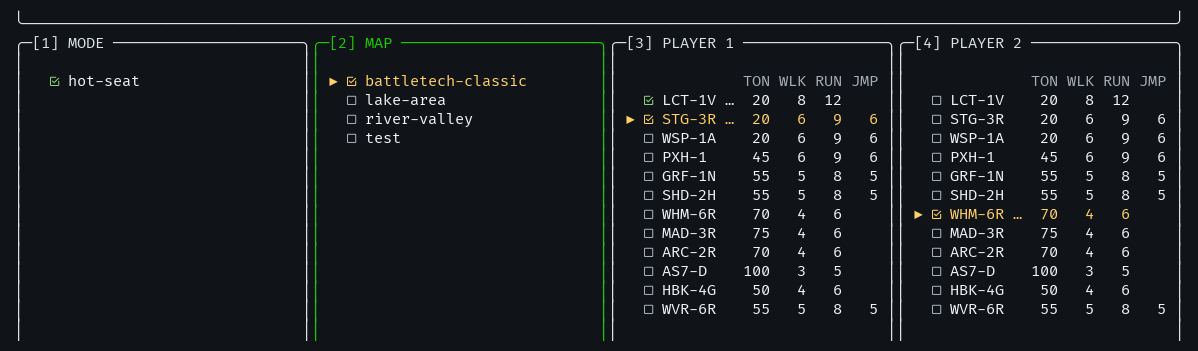 [1] MODE [2] MAP [3] PLAYER 1 [4] PLAYER 2
hot-seat
battletech-classic
lake-area
river-valley
test
TON WLK RUN JMP
LCT-1V … 20 8 12
STG-3R … 20 6 9 6
WSP-1A 20 6 9 6
PXH-1 45 6 9 6
GRF-1N 55 5 8 5
SHD-2H 55 5 8 5
WHM-6R 70 4 6
MAD-3R 75 4 6
ARC-2R 70 4 6
AS7-D 100 3 5
HBK-4G 50 4 6
WVR-6R 55 5 8 5
TON WLK RUN JMP
LCT-1V 20 8 12
STG-3R 20 6 9 6
WSP-1A 20 6 9 6
PXH-1 45 6 9 6
GRF-1N 55 5 8 5
SHD-2H 55 5 8 5
WHM-6R … 70 4 6
MAD-3R 75 4 6
ARC-2R 70 4 6
AS7-D 100 3 5
HBK-4G 50 4 6
WVR-6R 55 5 8 5